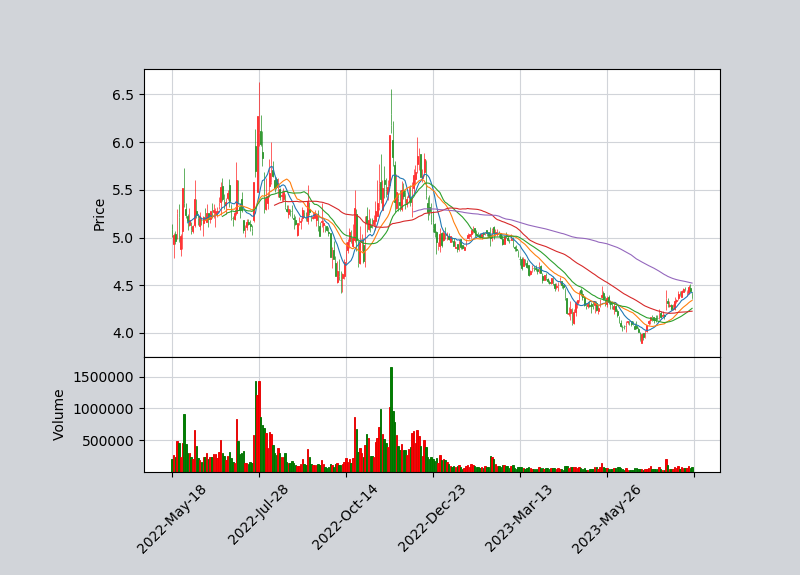 Price
6.5
6.0
5.5
5.0
4.5
4.0
Volume
1500000
1000000
500000
2022-May-18
2022-Jul-28
2022-Oct-14
2022-Dec-23
2023-Mar-13
2023-May-26